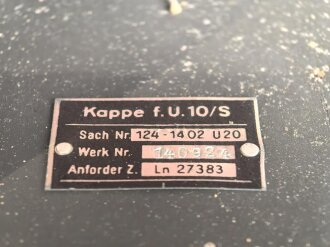 Kappe f. U. 10/S
Sach Nr. 124-1402 U20
Werk Nr. 140924
Anforder Z. Ln 27383